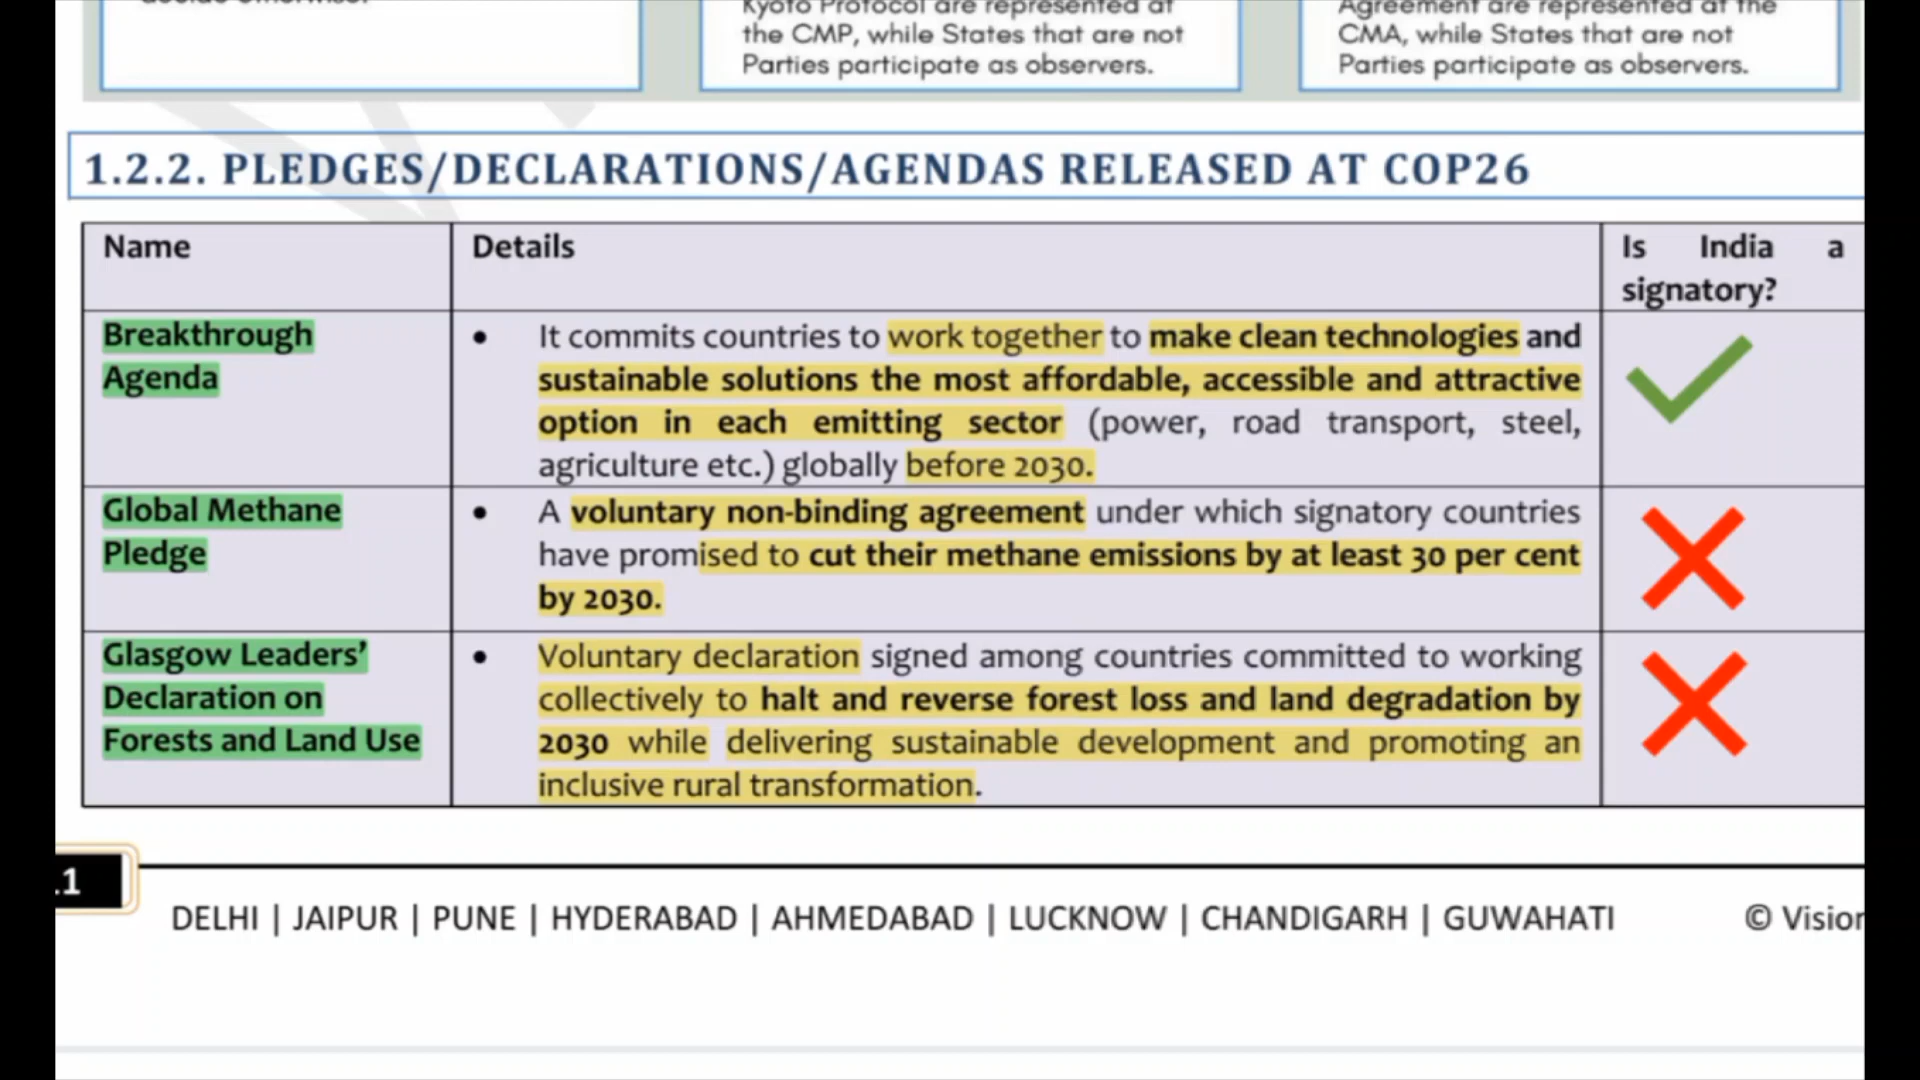 Kyoto Protocol are represented at
the CMP, while States that are not
Parties participate as observers.
Agreement are represented at the
CMA, while States that are not
Parties participate as observers.
1.2.2. PLEDGES/DECLARATIONS/AGENDAS RELEASED AT COP26
Name
Details
Is India a
signatory?
Breakthrough
Agenda
• It commits countries to work together to make clean technologies and
sustainable solutions the most affordable, accessible and attractive
option in each emitting sector (power, road transport, steel,
agriculture etc.) globally before 2030.
Global Methane
Pledge
• A voluntary non-binding agreement under which signatory countries
have promised to cut their methane emissions by at least 30 per cent
by 2030.
Glasgow Leaders’
Declaration on
Forests and Land Use
• Voluntary declaration signed among countries committed to working
collectively to halt and reverse forest loss and land degradation by
2030 while delivering sustainable development and promoting an
inclusive rural transformation.
DELHI | JAIPUR | PUNE | HYDERABAD | AHMEDABAD | LUCKNOW | CHANDIGARH | GUWAHATI
© Vision